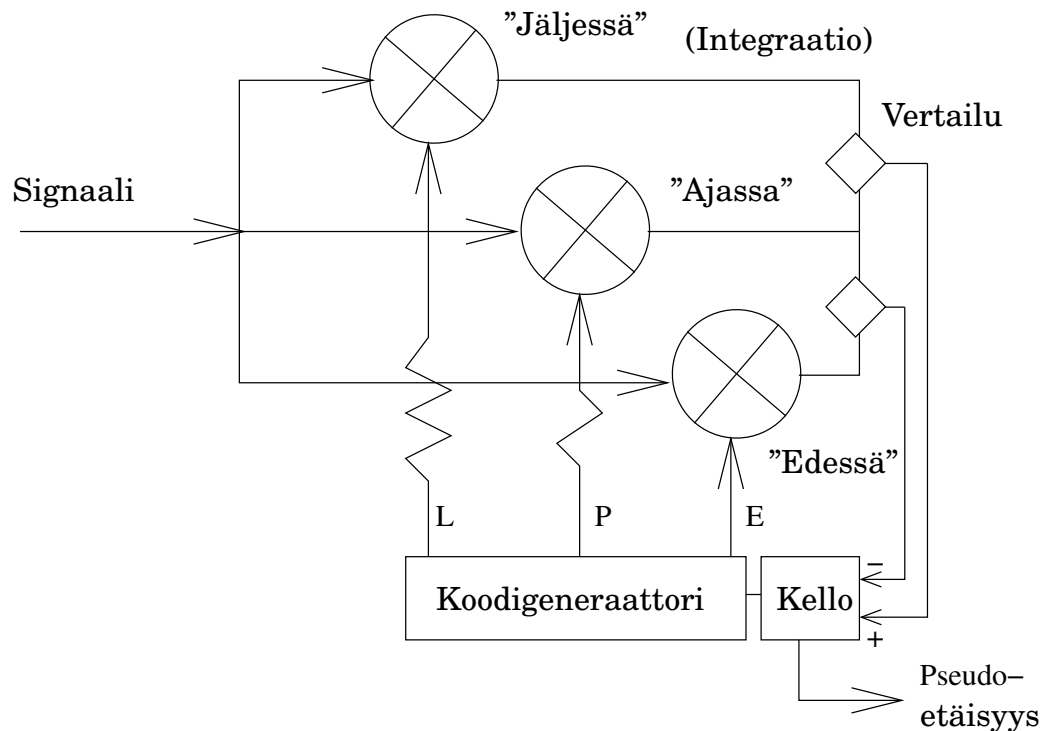 ”Jäljessä”
(Integraatio)
Vertailu
Signaali
”Ajassa”
”Edessä”
L
P
E
Koodigeneraattori
Kello
−
+
Pseudo−
etäisyys